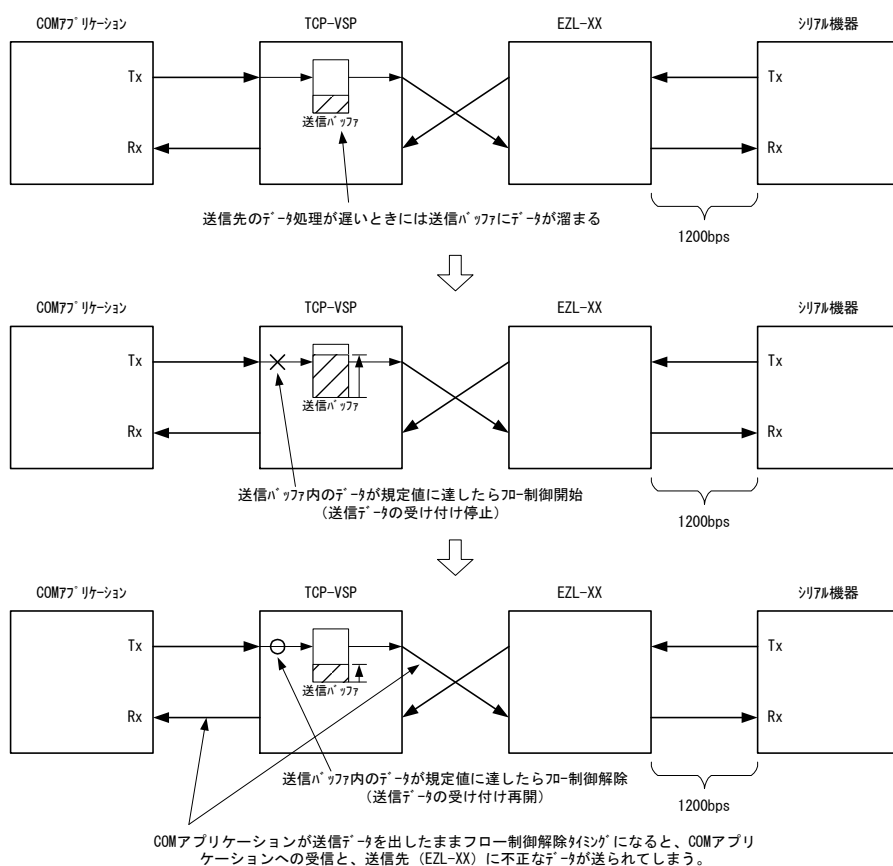 COMｱﾌﾟﾘｹｰｼｮﾝ TCP-VSP EZL-XX ｼﾘｱﾙ機器
Tx Tx
送信ﾊﾞｯﾌｧ
Rx Rx
送信先のﾃﾞｰﾀ処理が遅いときには送信ﾊﾞｯﾌｧにﾃﾞｰﾀが溜まる
1200bps
COMｱﾌﾟﾘｹｰｼｮﾝ TCP-VSP EZL-XX ｼﾘｱﾙ機器
Tx Tx
送信ﾊﾞｯﾌｧ
Rx Rx
送信ﾊﾞｯﾌｧ内のﾃﾞｰﾀが規定値に達したらﾌﾛｰ制御開始
（送信ﾃﾞｰﾀの受け付け停止）
1200bps
COMｱﾌﾟﾘｹｰｼｮﾝ TCP-VSP EZL-XX ｼﾘｱﾙ機器
Tx Tx
送信ﾊﾞｯﾌｧ
Rx Rx
送信ﾊﾞｯﾌｧ内のﾃﾞｰﾀが規定値に達したらﾌﾛｰ制御解除
（送信ﾃﾞｰﾀの受け付け再開）
1200bps
COMアプリケーションが送信データを出したままフロー制御解除ﾀｲﾐﾝｸﾞになると、COMアプリ
ケーションへの受信と、送信先（EZL-XX）に不正なデータが送られてしまう。